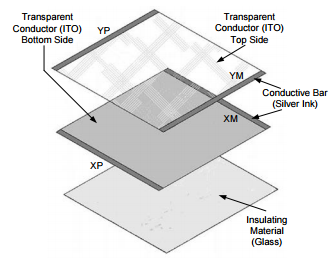 Transparent
Conductor (ITO)
Bottom Side
YP
Transparent
Conductor (ITO)
Top Side
YM
Conductive Bar
(Silver Ink)
XM
XP
Insulating
Material
(Glass)